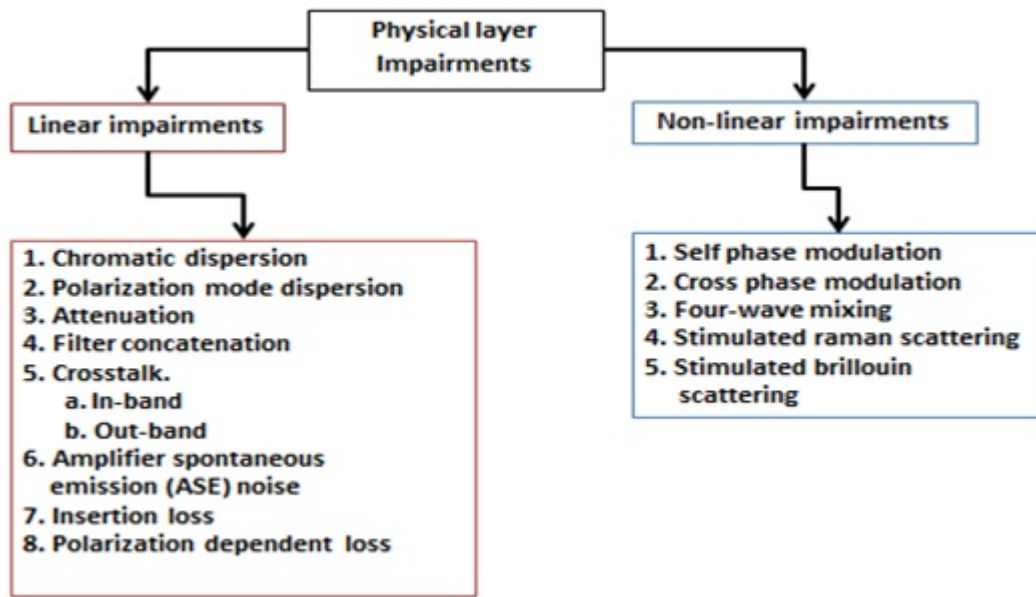 Physical layer
Impairments
Linear impairments
Non-linear impairments
1. Chromatic dispersion
2. Polarization mode dispersion
3. Attenuation
4. Filter concatenation
5. Crosstalk.
a. In-band
b. Out-band
6. Amplifier spontaneous
emission (ASE) noise
7. Insertion loss
8. Polarization dependent loss
1. Self phase modulation
2. Cross phase modulation
3. Four-wave mixing
4. Stimulated raman scattering
5. Stimulated brillouin
scattering